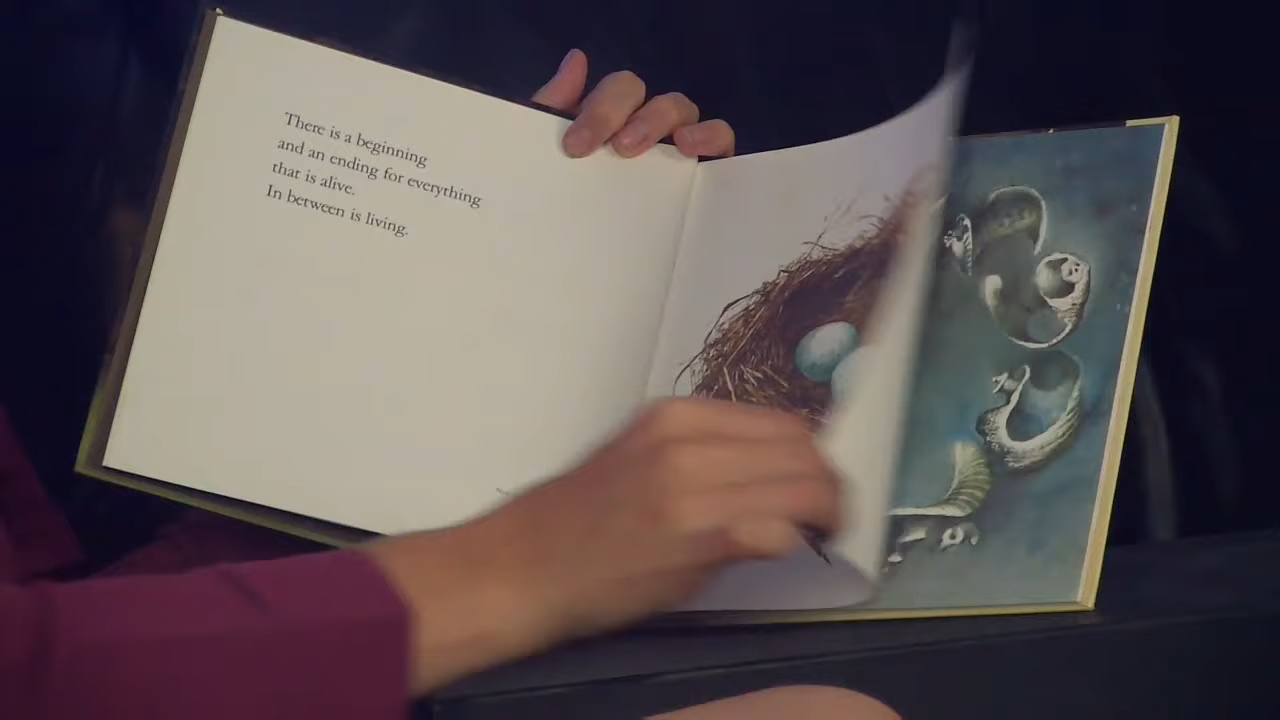 There is a beginning
and an ending for everything
that is alive.
In between is living.